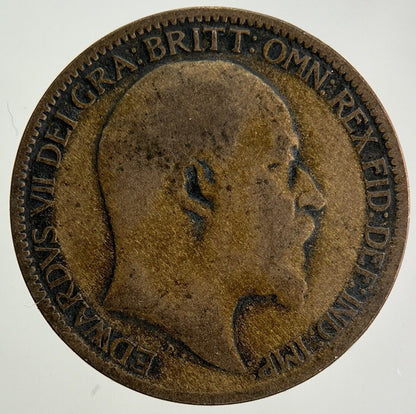 EDWARDVS VII DEI GRA: BRITT: OMN: REX FID: DEF: IND: IMP: